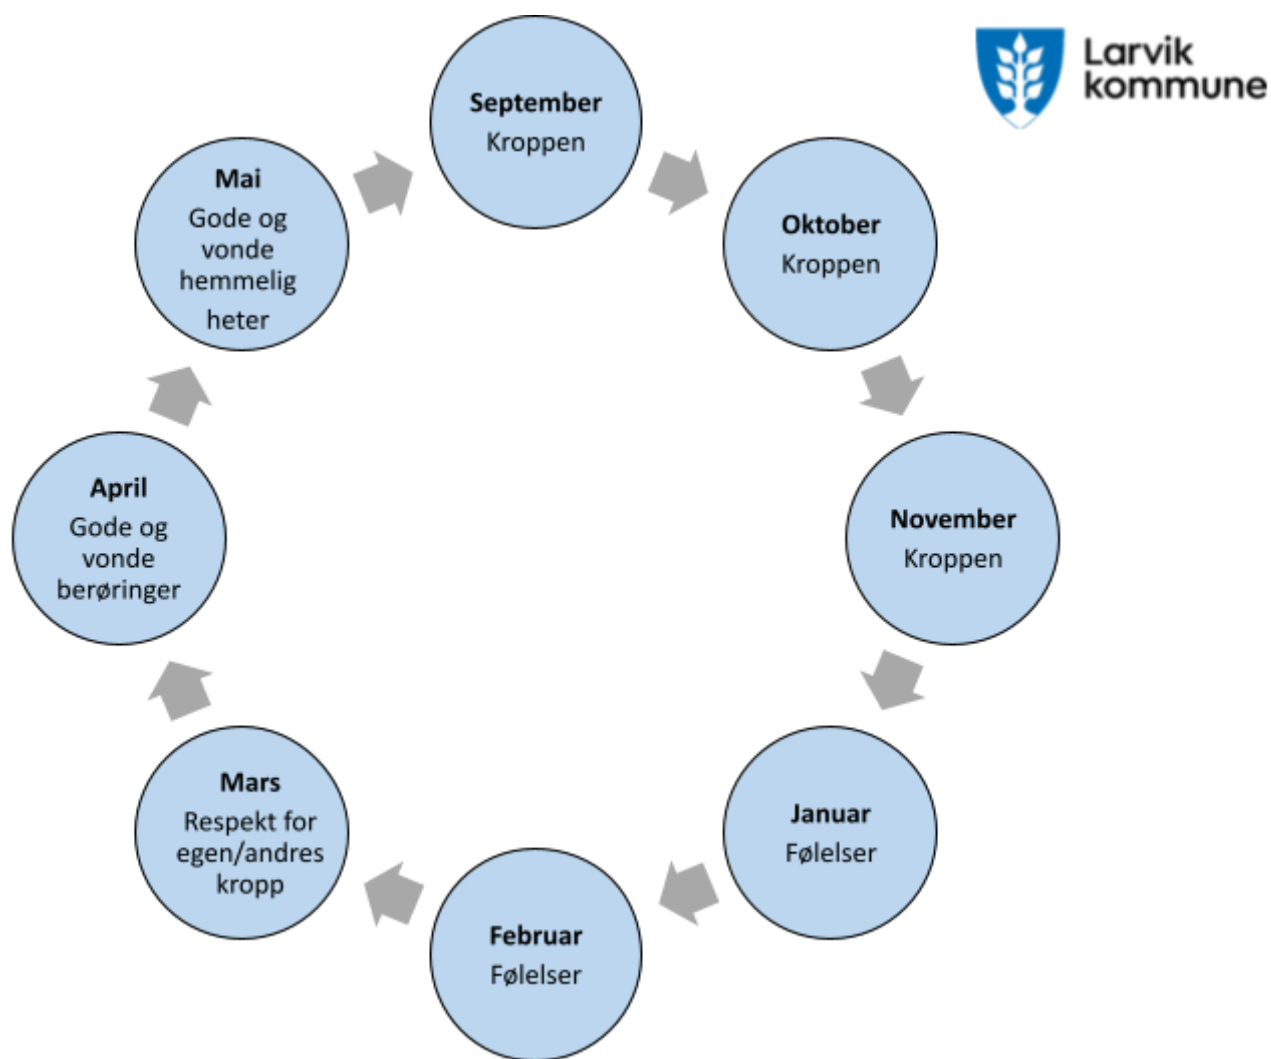 Larvik
kommune
September
Kroppen
Oktober
Kroppen
November
Kroppen
Januar
Følelser
Februar
Følelser
Mars
Respekt for
egen/andres
kropp
April
Gode og
vonde
berøringer
Mai
Gode og
vonde
hemmelig
heter